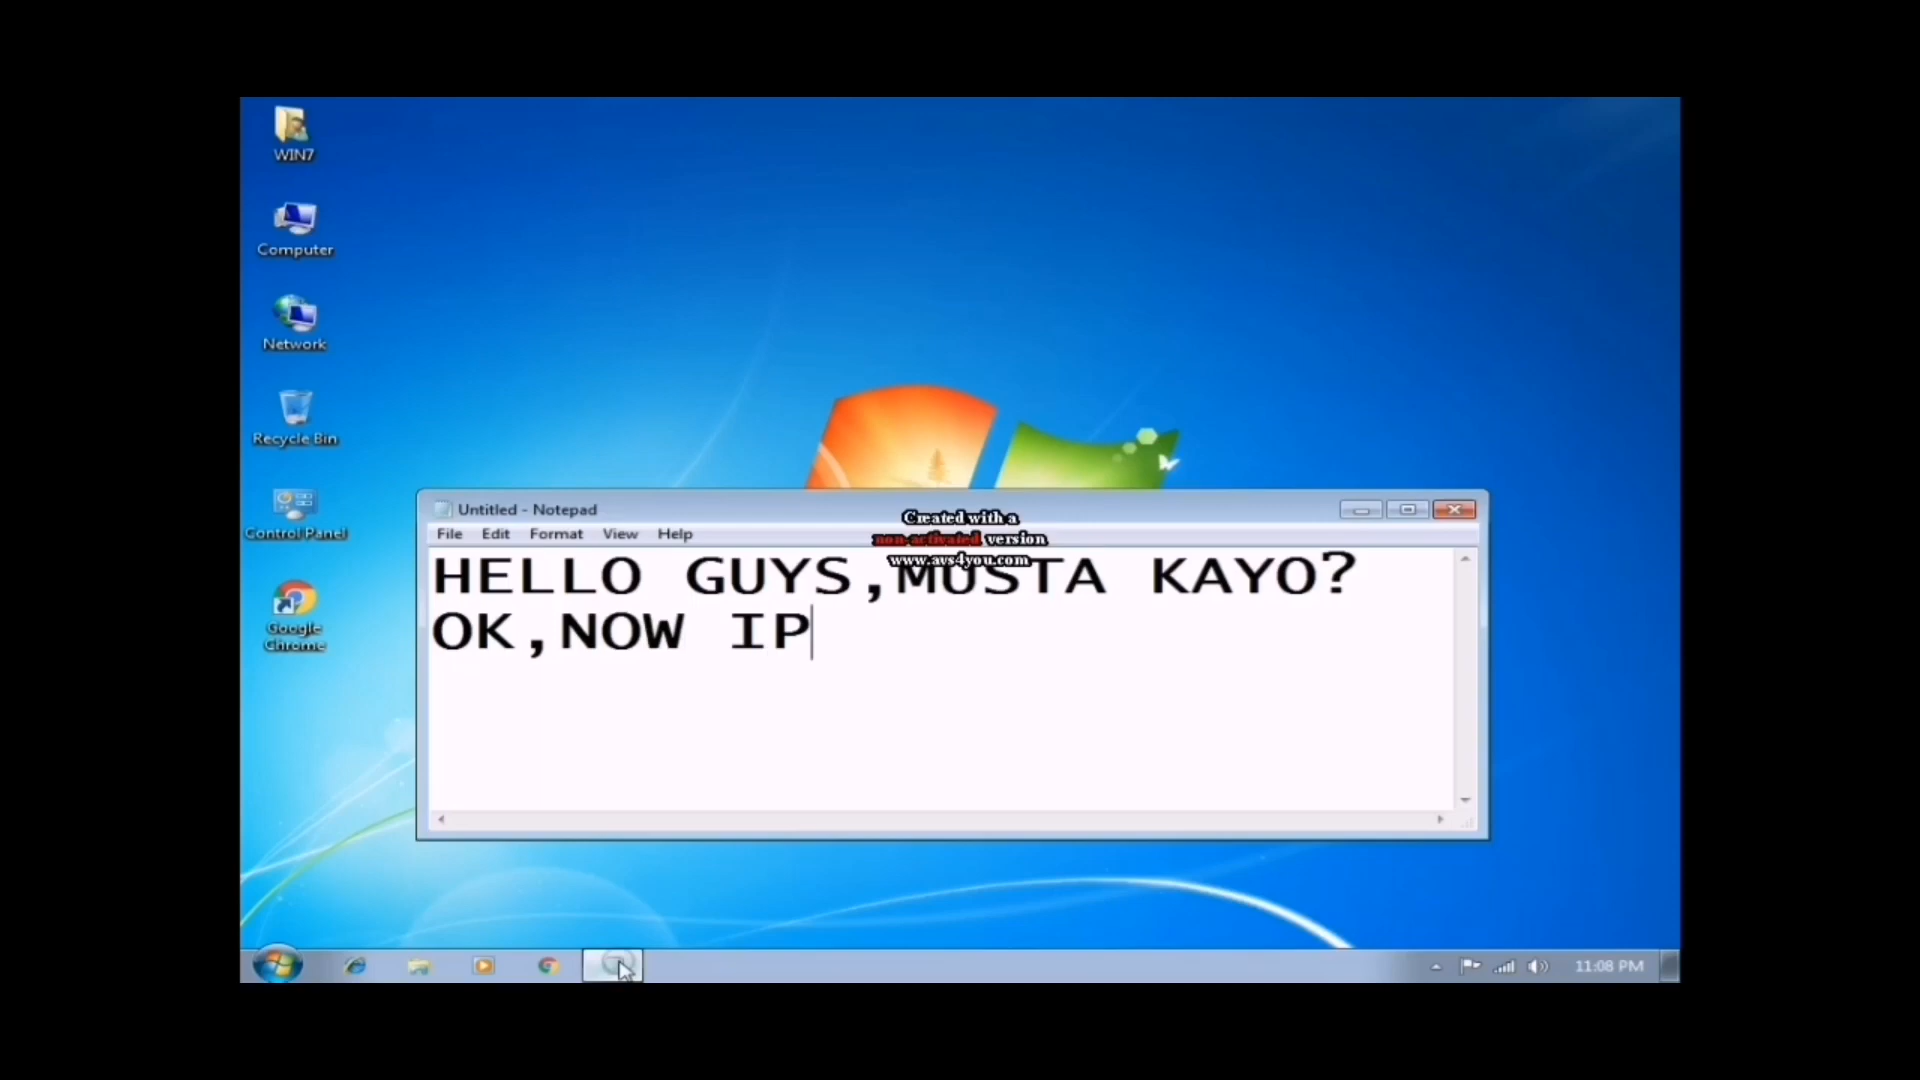 WIN7
Computer
Network
Recycle Bin
Control Panel
Google
Chrome
Untitled - Notepad
File Edit Format View Help
Created with a
non-activated version
www.avs4you.com
HELLO GUYS,MUSTA KAYO?
OK,NOW IP
11:08 PM